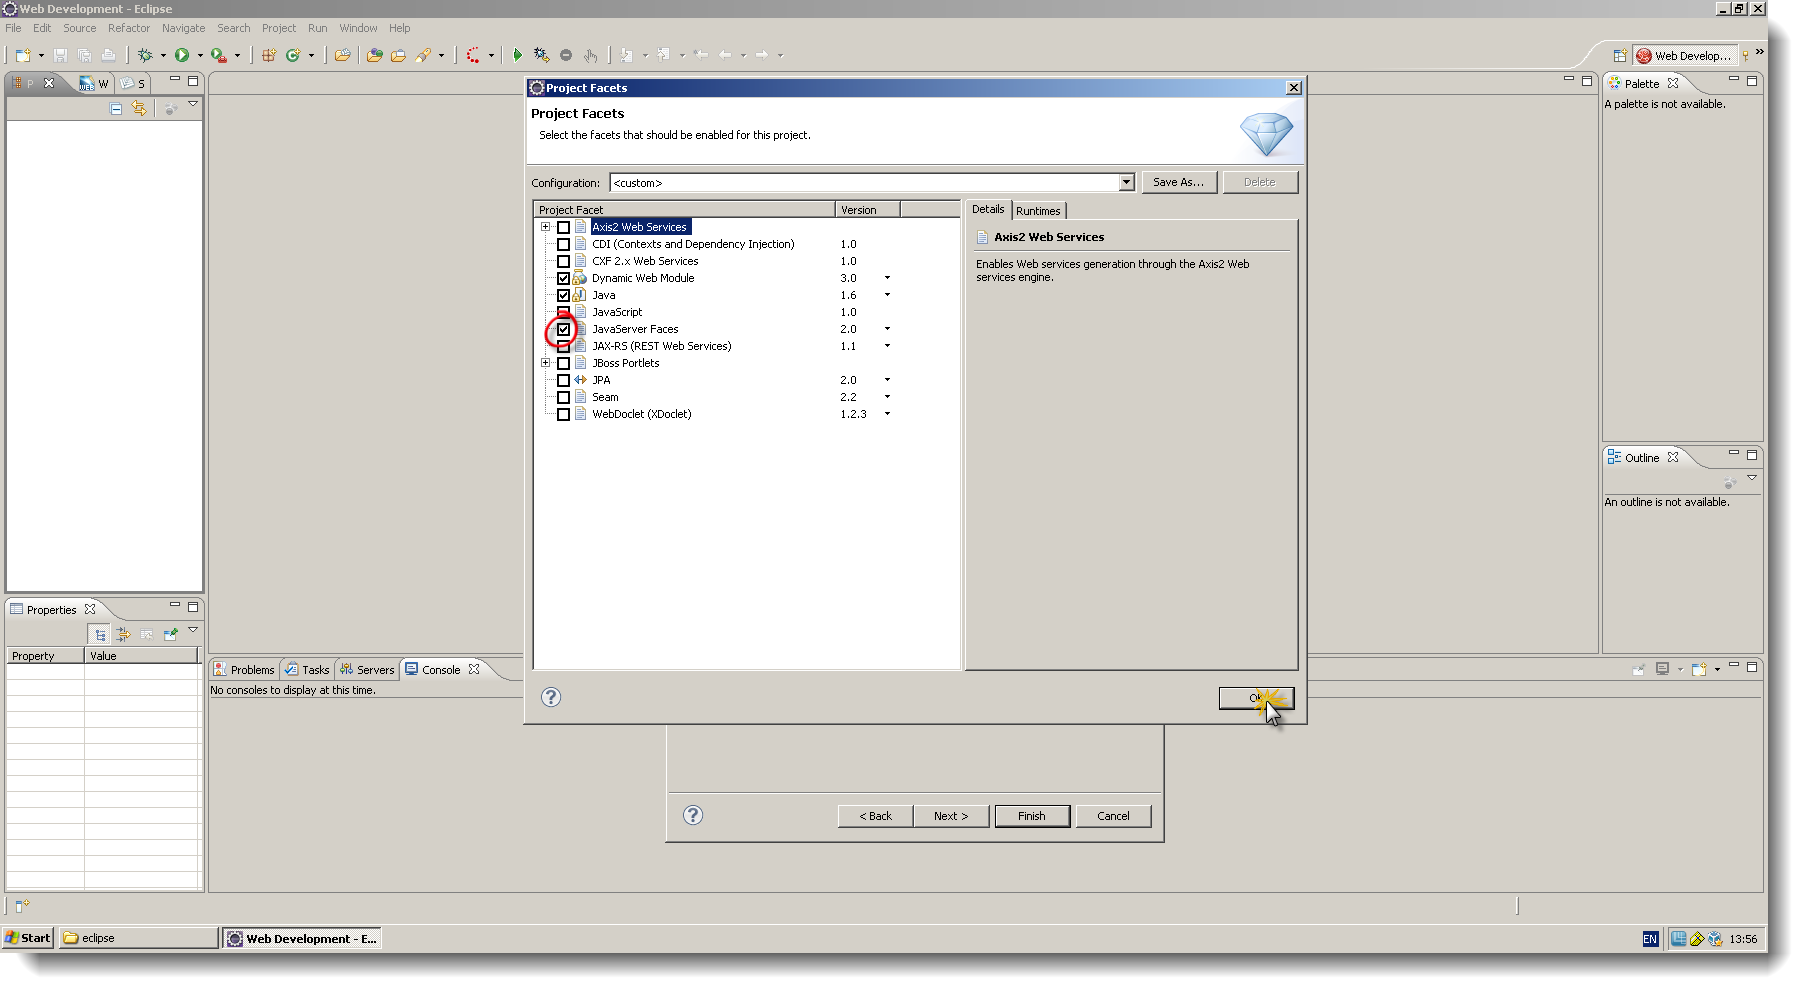 Web Development - Eclipse
File Edit Source Refactor Navigate Search Project Run Window Help
Web Develop... »
P W S
Palette
A palette is not available.
Project Facets
Project Facets
Select the facets that should be enabled for this project.
Configuration: <custom> Save As... Delete
Project Facet Version
Axis2 Web Services
CDI (Contexts and Dependency Injection) 1.0
CXF 2.x Web Services 1.0
Dynamic Web Module 3.0
Java 1.6
JavaScript 1.0
JavaServer Faces 2.0
JAX-RS (REST Web Services) 1.1
JBoss Portlets
JPA 2.0
Seam 2.2
WebDoclet (XDoclet) 1.2.3
Details Runtimes
Axis2 Web Services
Enables Web services generation through the Axis2 Web
services engine.
Outline
An outline is not available.
Properties
Property Value
Problems Tasks Servers Console
No consoles to display at this time.
< Back Next > Finish Cancel
Start eclipse Web Development - E... EN 13:56